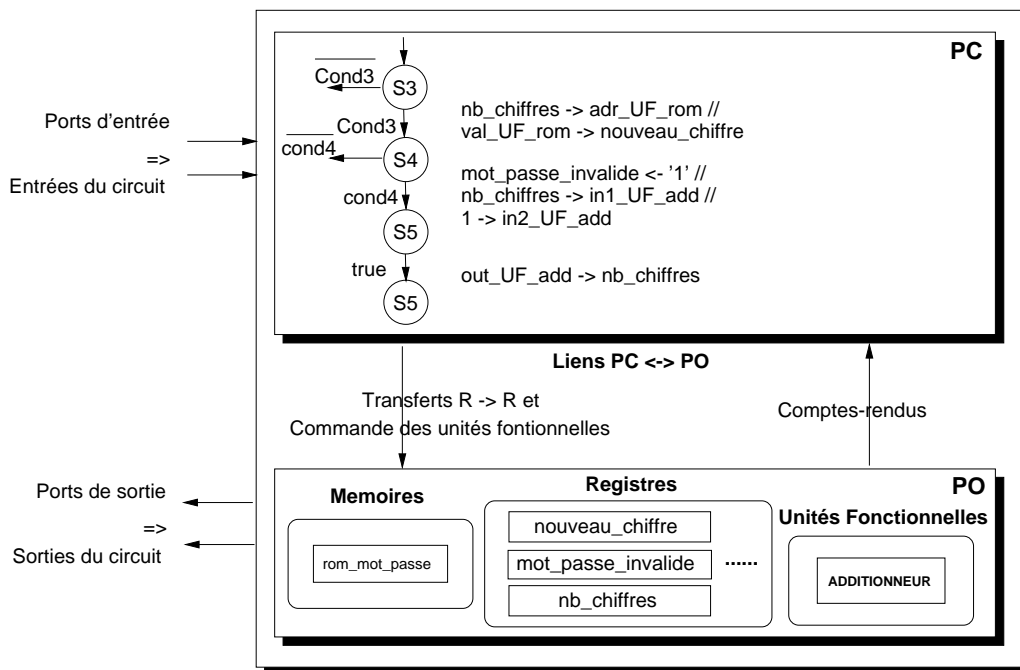 PC
Cond3
S3
nb_chiffres -> adr_UF_rom //
val_UF_rom -> nouveau_chiffre
Cond3
cond4
S4
mot_passe_invalide <- '1' //
nb_chiffres -> in1_UF_add //
1 -> in2_UF_add
cond4
S5
true
out_UF_add -> nb_chiffres
S5
Ports d'entrée
=>
Entrées du circuit
Liens PC <-> PO
Transferts R -> R et
Commande des unités fontionnelles
Comptes-rendus
Ports de sortie
=>
Sorties du circuit
PO
Memoires
rom_mot_passe
Registres
nouveau_chiffre
mot_passe_invalide ......
nb_chiffres
Unités Fonctionnelles
ADDITIONNEUR